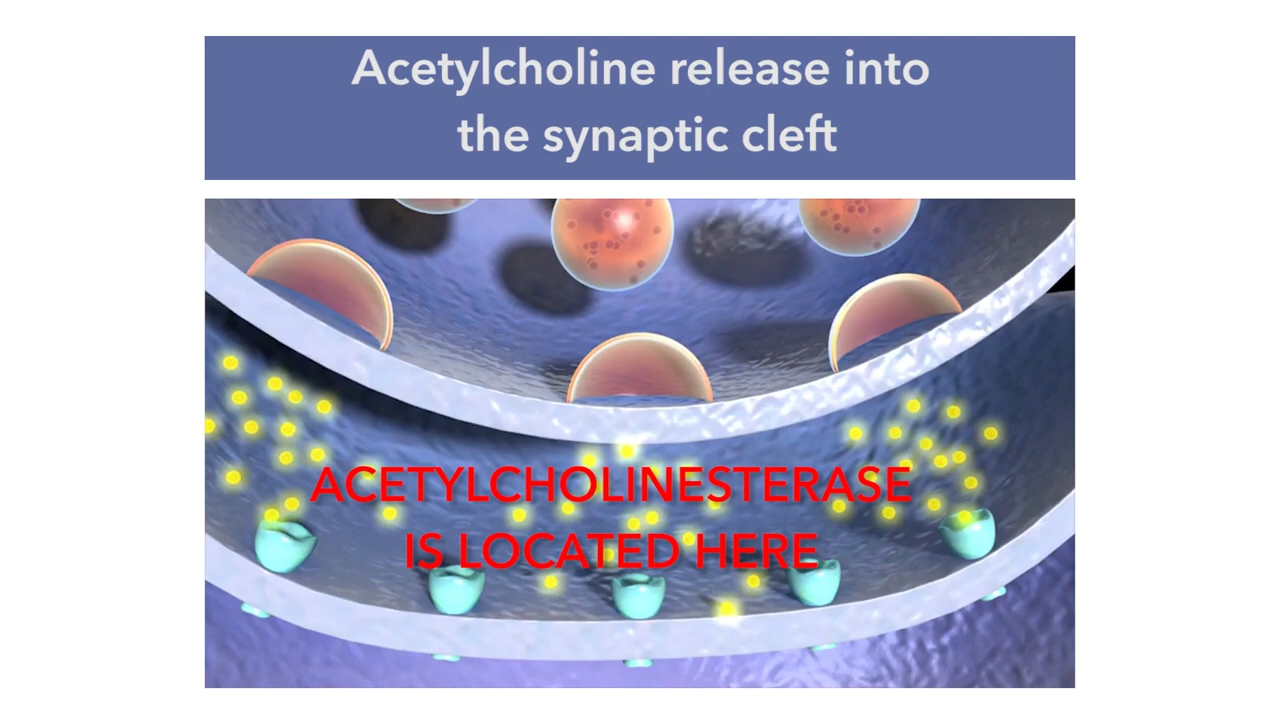 Acetylcholine release into
the synaptic cleft
ACETYLCHOLINESTERASE
IS LOCATED HERE